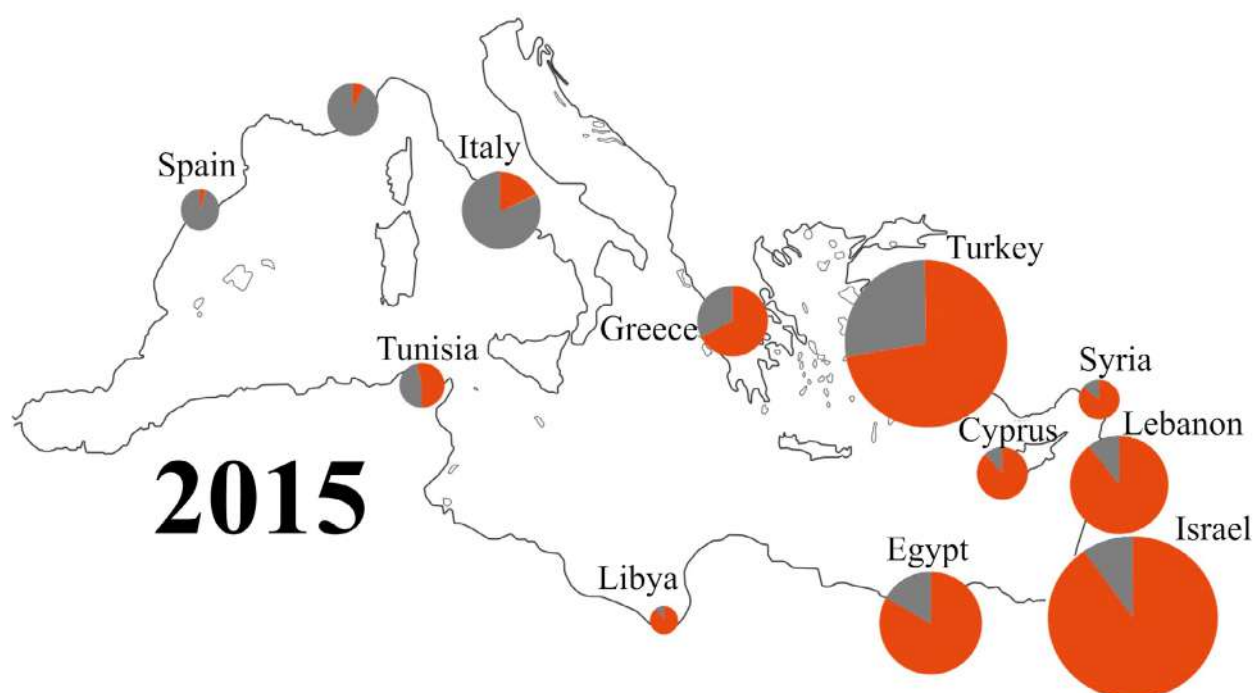 Spain
Italy
Turkey
Greece
Tunisia
Syria
Cyprus
Lebanon
2015
Israel
Egypt
Libya